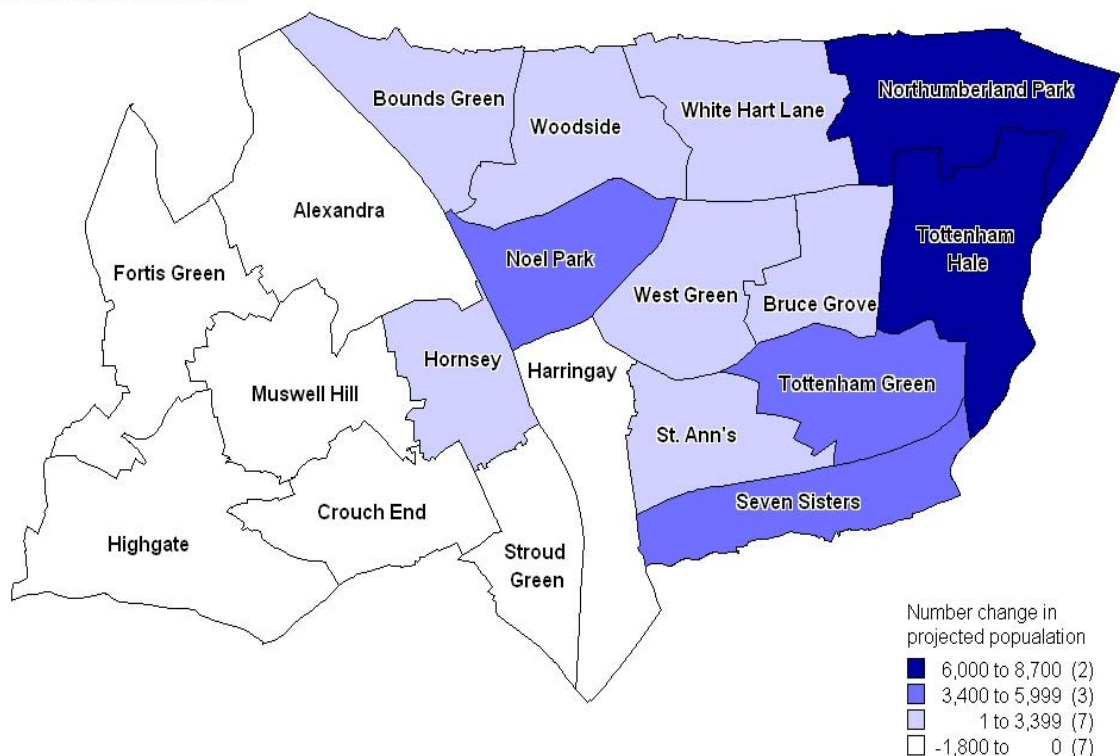 Bounds Green
Woodside
White Hart Lane
Northumberland Park
Alexandra
Noel Park
Tottenham
Hale
Fortis Green
West Green
Bruce Grove
Hornsey
Harringay
Muswell Hill
Tottenham Green
St. Ann's
Seven Sisters
Crouch End
Highgate
Stroud
Green
Number change in
projected popualation
6,000 to 8,700 (2)
3,400 to 5,999 (3)
1 to 3,399 (7)
-1,800 to 0 (7)